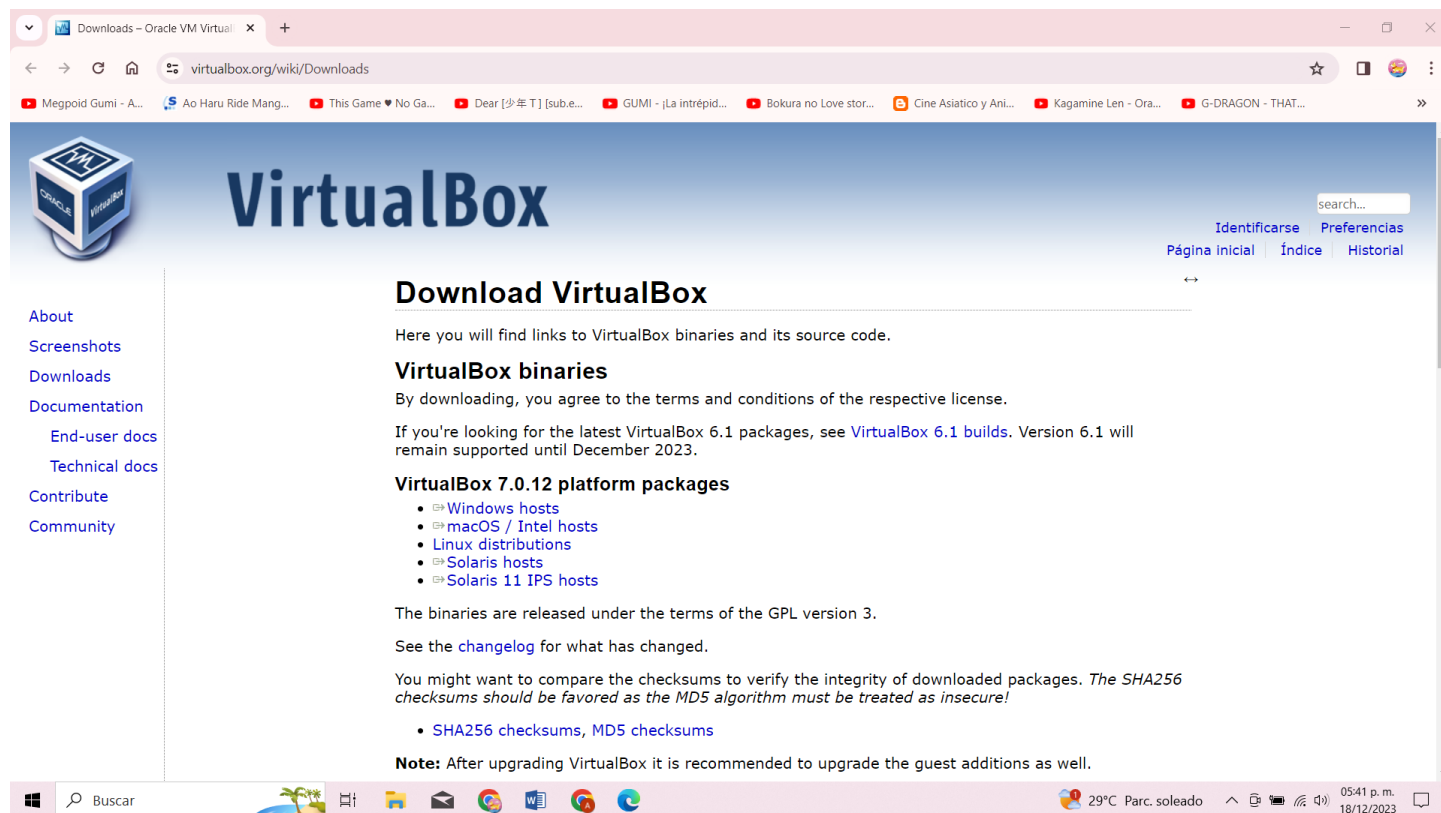 Downloads – Oracle VM Virtual
virtualbox.org/wiki/Downloads
Megpoid Gumi - A...
Ao Haru Ride Mang...
This Game ♥ No Ga...
Dear [少年T] [sub.e...
GUMI - ¡La intrépid...
Bokura no Love stor...
Cine Asiatico y Ani...
Kagamine Len - Ora...
G-DRAGON - THAT...
ORACLE
VirtualBox
VirtualBox
search...
Identificarse Preferencias
Página inicial Índice Historial
About
Screenshots
Downloads
Documentation
End-user docs
Technical docs
Contribute
Community
Download VirtualBox
Here you will find links to VirtualBox binaries and its source code.
VirtualBox binaries
By downloading, you agree to the terms and conditions of the respective license.
If you're looking for the latest VirtualBox 6.1 packages, see VirtualBox 6.1 builds. Version 6.1 will
remain supported until December 2023.
VirtualBox 7.0.12 platform packages
Windows hosts
macOS / Intel hosts
Linux distributions
Solaris hosts
Solaris 11 IPS hosts
The binaries are released under the terms of the GPL version 3.
See the changelog for what has changed.
You might want to compare the checksums to verify the integrity of downloaded packages. The SHA256
checksums should be favored as the MD5 algorithm must be treated as insecure!
SHA256 checksums, MD5 checksums
Note: After upgrading VirtualBox it is recommended to upgrade the guest additions as well.
Buscar
1
29°C Parc. soleado
05:41 p. m.
18/12/2023